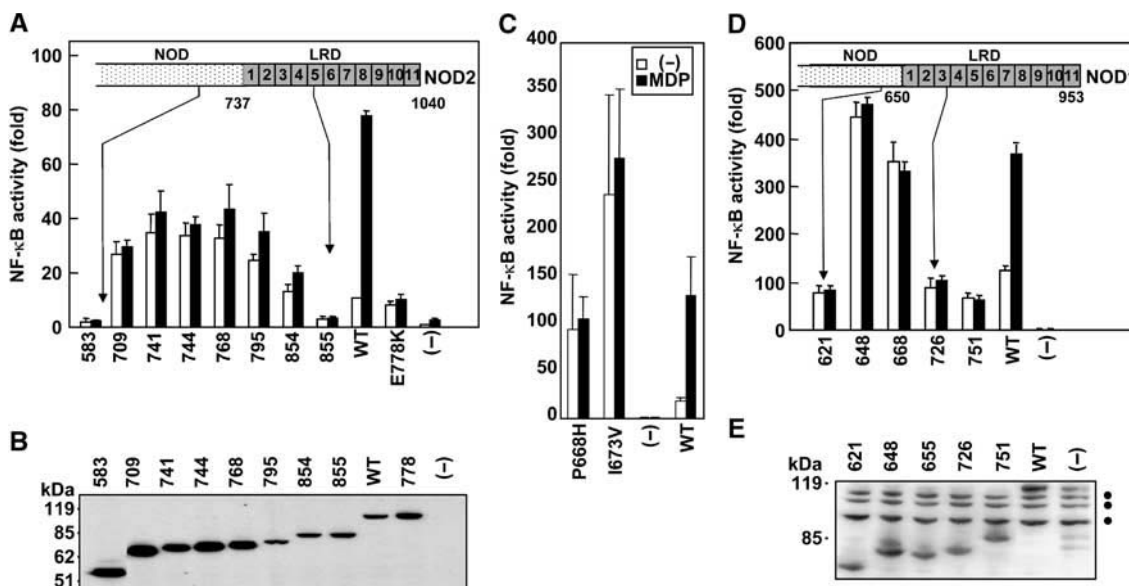 A
NF-κB activity (fold)
100
80
60
40
20
0
NOD
LRD
1 2 3 4 5 6 7 8 9 10 11
NOD2
737
1040
583
709
741
744
768
795
854
855
WT
E778K
(–)
B
583
709
741
744
768
795
854
855
WT
778
(–)
kDa
119
85
62
51
C
NF-κB activity (fold)
400
350
300
250
200
150
100
50
0
(–)
MDP
P668H
I673V
(–)
WT
D
NF-κB activity (fold)
600
500
400
300
200
100
0
NOD
LRD
1 2 3 4 5 6 7 8 9 10 11
650
953
621
648
668
726
751
WT
(–)
E
621
648
655
726
751
WT
(–)
kDa
119
85